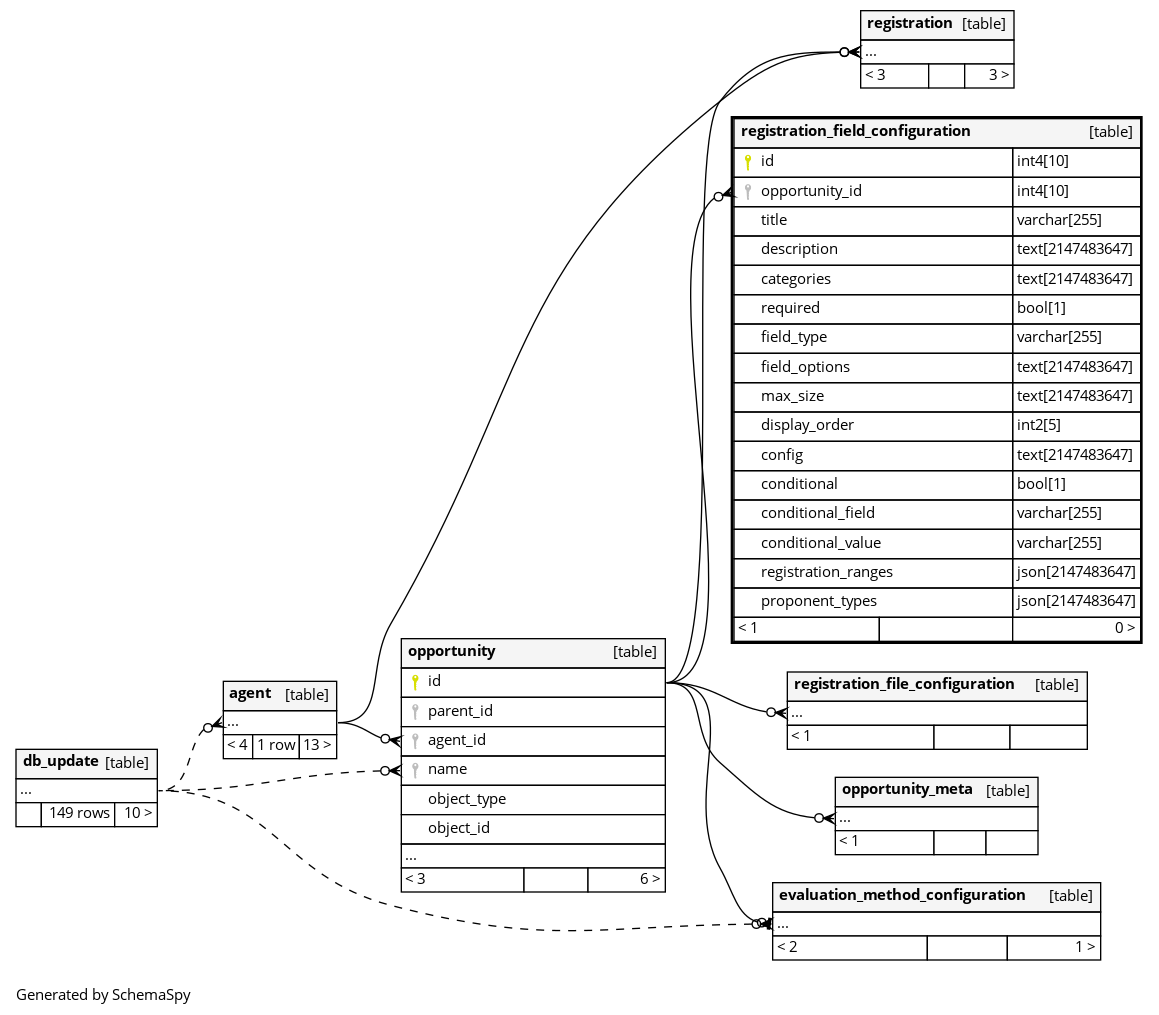 registration [table]
...
< 3 3 >
registration_field_configuration [table]
id int4[10]
opportunity_id int4[10]
title varchar[255]
description text[2147483647]
categories text[2147483647]
required bool[1]
field_type varchar[255]
field_options text[2147483647]
max_size text[2147483647]
display_order int2[5]
config text[2147483647]
conditional bool[1]
conditional_field varchar[255]
conditional_value varchar[255]
registration_ranges json[2147483647]
proponent_types json[2147483647]
< 1 0 >
opportunity [table]
id
parent_id
agent_id
name
object_type
object_id
...
< 3 6 >
agent [table]
...
< 4 1 row 13 >
db_update [table]
...
149 rows 10 >
registration_file_configuration [table]
...
< 1
opportunity_meta [table]
...
< 1
evaluation_method_configuration [table]
...
< 2 1 >
Generated by SchemaSpy